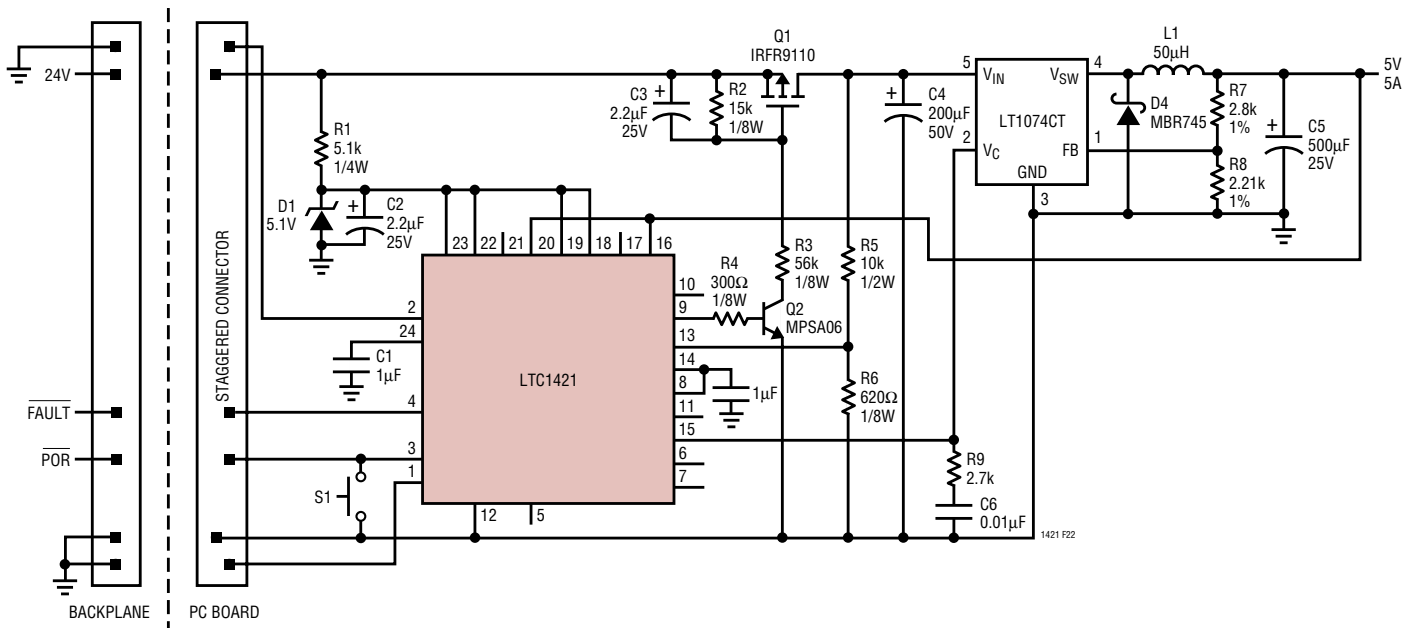 24V
FAULT
POR
BACKPLANE
PC BOARD
STAGGERED CONNECTOR
R1
5.1k
1/4W
D1
5.1V
+
C2
2.2µF
25V
C3
+
2.2µF
25V
R2
15k
1/8W
Q1
IRFR9110
+
C4
200µF
50V
5
VIN
VSW
4
LT1074CT
2
VC
FB
1
GND
3
L1
50µH
D4
MBR745
R7
2.8k
1%
R8
2.21k
1%
+
C5
500µF
25V
5V
5A
23
22
21
20
19
18
17
16
2
24
C1
1µF
4
3
1
S1
12
5
LTC1421
10
9
13
14
8
11
15
6
7
R4
300Ω
1/8W
R3
56k
1/8W
Q2
MPSA06
R5
10k
1/2W
R6
620Ω
1/8W
1µF
R9
2.7k
C6
0.01µF
1421 F22